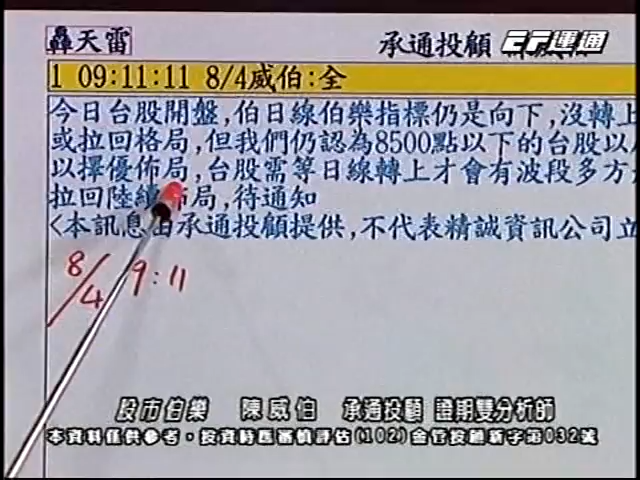 轟天雷
承通投顧
ET運通
1 09:11:11 8/4威伯:全
今日台股開盤,伯日線伯樂指標仍是向下,沒轉上
或拉回格局,但我們仍認為8500點以下的台股以
以擇優佈局,台股需等日線轉上才會有波段多方
拉回陸續佈局,待通知
<本訊息由承通投顧提供,不代表精誠資訊公司立
8/4 9:11
股市伯樂 陳威伯 承通投顧 證期雙分析師
本資料僅供參考,投資時應審慎評估(102)金管投顧新字第032號